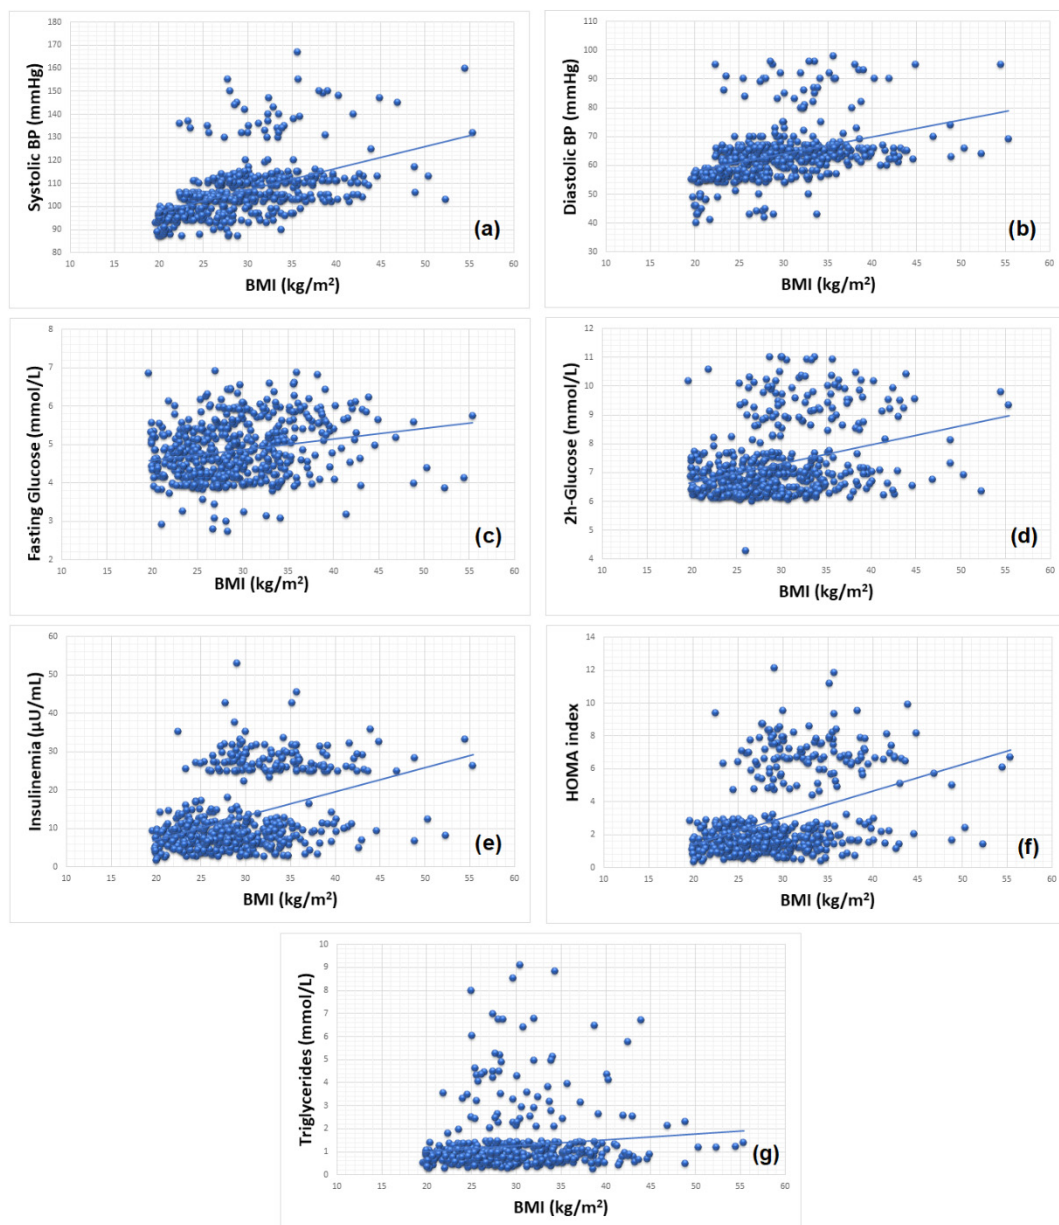 180
170
160
150
140
130
120
110
100
90
80
Systolic BP (mmHg)
10 15 20 25 30 35 40 45 50 55 60
BMI (kg/m²)
(a)
110
100
90
80
70
60
50
40
30
Diastolic BP (mmHg)
10 15 20 25 30 35 40 45 50 55 60
BMI (kg/m²)
(b)
8
7
6
5
4
3
2
Fasting Glucose (mmol/L)
10 15 20 25 30 35 40 45 50 55 60
BMI (kg/m²)
(c)
12
11
10
9
8
7
6
5
4
2h-Glucose (mmol/L)
10 15 20 25 30 35 40 45 50 55 60
BMI (kg/m²)
(d)
60
50
40
30
20
10
0
Insulinemia (µU/mL)
10 15 20 25 30 35 40 45 50 55 60
BMI (kg/m²)
(e)
14
12
10
8
6
4
2
0
HOMA index
10 15 20 25 30 35 40 45 50 55 60
BMI (kg/m²)
(f)
10
9
8
7
6
5
4
3
2
1
0
Triglycerides (mmol/L)
10 15 20 25 30 35 40 45 50 55 60
BMI (kg/m²)
(g)